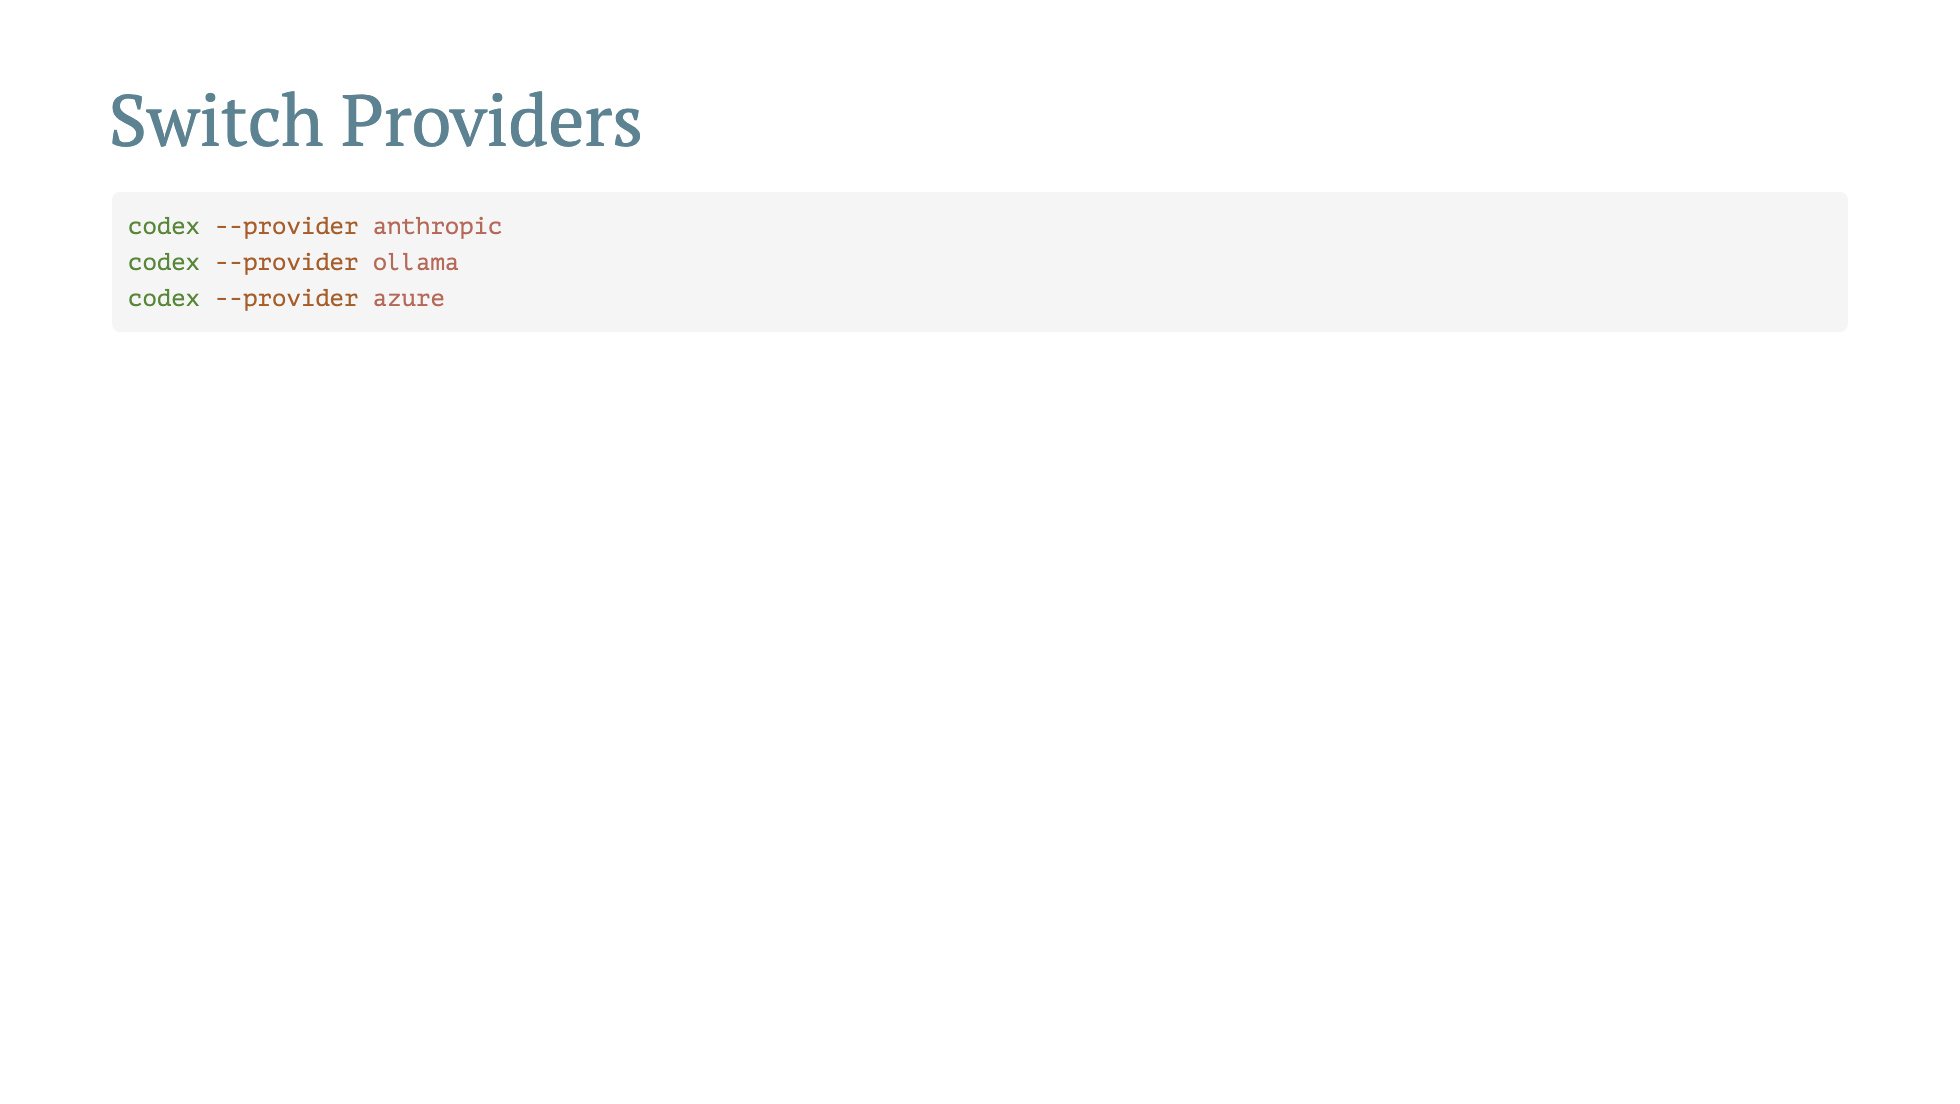 Switch Providers
codex --provider anthropic
codex --provider ollama
codex --provider azure